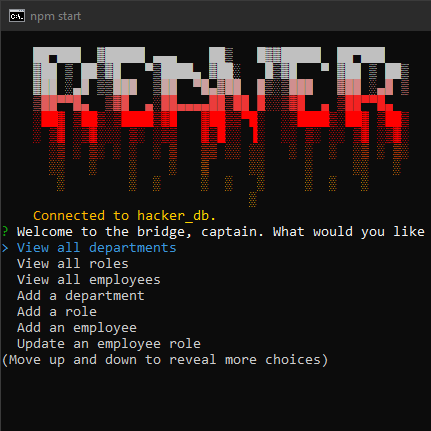 npm start
Connected to hacker_db.
? Welcome to the bridge, captain. What would you like
> View all departments
View all roles
View all employees
Add a department
Add a role
Add an employee
Update an employee role
(Move up and down to reveal more choices)